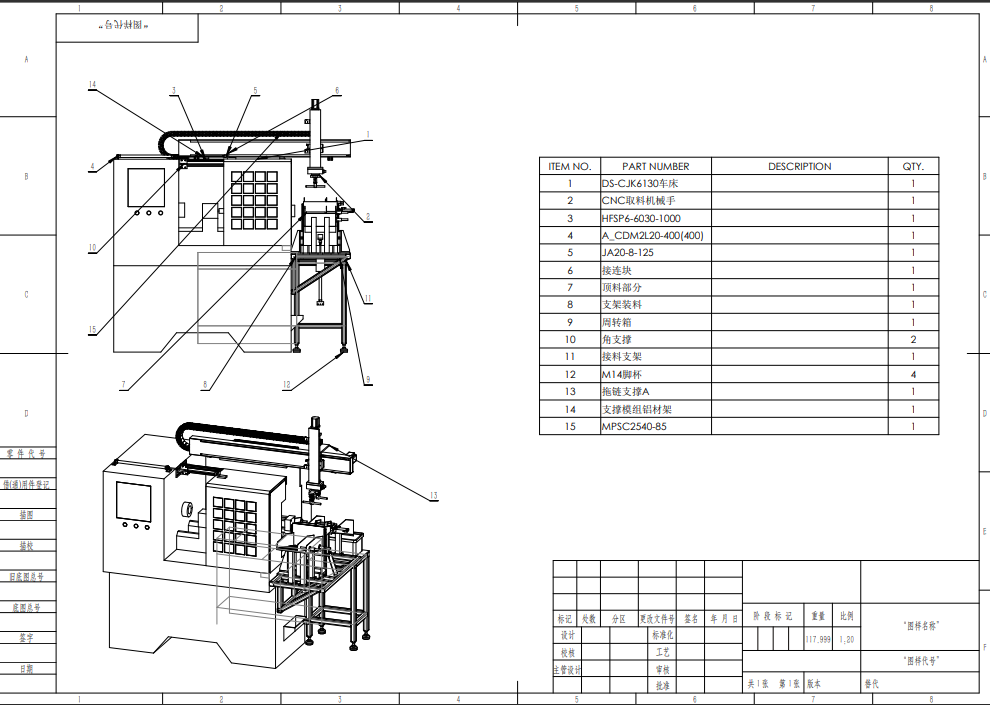 1 2 3 4 5 6 7 8
"图样代号"
A
B
C
D
A
B
C
D
E
F
14
3
5
6
1
4
2
10
11
15
7
8
12
9
13
ITEM NO. PART NUMBER DESCRIPTION QTY.
1 DS-CJK6130车床 1
2 CNC取料机械手 1
3 HFSP6-6030-1000 1
4 A_CDM2L20-400(400) 1
5 JA20-8-125 1
6 接连块 1
7 顶料部分 1
8 支架装料 1
9 周转箱 1
10 角支撑 2
11 接料支架 1
12 M14脚杯 4
13 拖链支撑A 1
14 支撑模组铝材架 1
15 MPSC2540-85 1
零件代号
借(通)用件登记
描图
描校
旧底图总号
底图总号
签字
日期
标记 处数 分区 更改文件号 签名 年 月 日
设计 标准化
校核 工艺
主管设计 审核
批准
阶 段 标 记 重量 比例
117.999 1:20
"图样名称"
"图样代号"
共1张 第1张 版本 替代
1 2 3 4 5 6 7 8